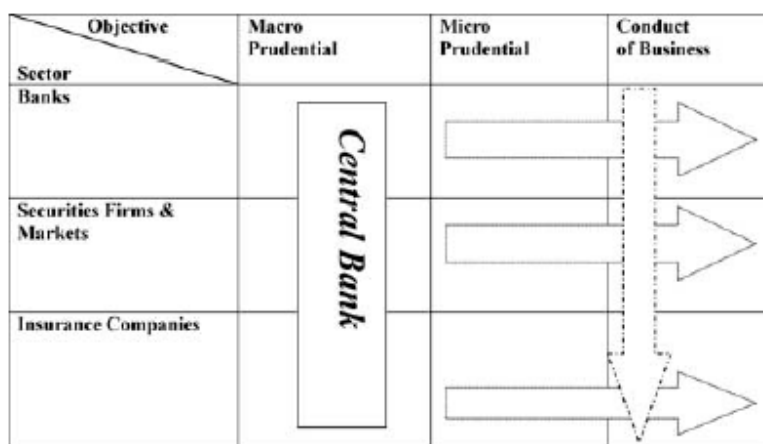 Objective
Macro
Prudential
Micro
Prudential
Conduct
of Business
Sector
Banks
Central Bank
Securities Firms &
Markets
Insurance Companies